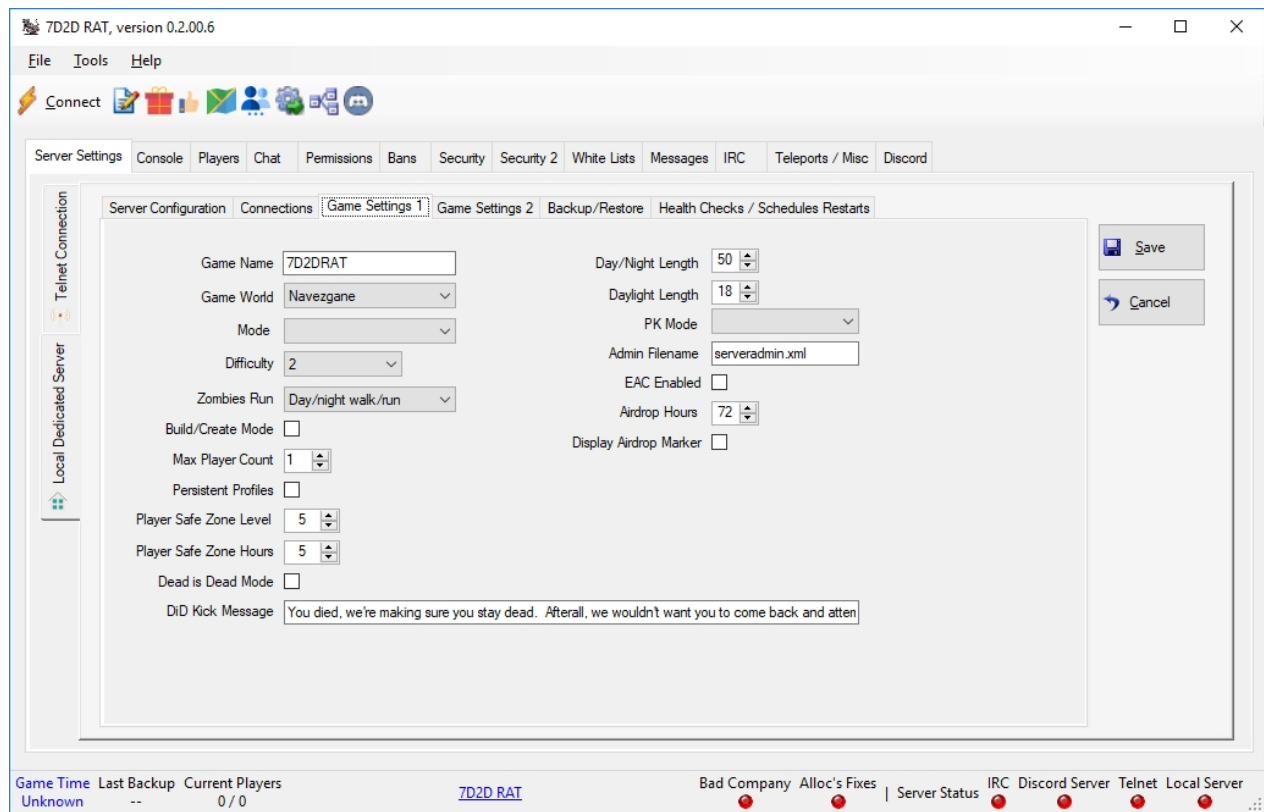 7D2D RAT, version 0.2.00.6
File Tools Help
Connect
Server Settings Console Players Chat Permissions Bans Security Security 2 White Lists Messages IRC Teleports / Misc Discord
Telnet Connection
Local Dedicated Server
Server Configuration Connections Game Settings 1 Game Settings 2 Backup/Restore Health Checks / Schedules Restarts
Game Name 7D2DRAT
Game World Navezgane
Mode
Difficulty 2
Zombies Run Day/night walk/run
Build/Create Mode
Max Player Count 1
Persistent Profiles
Player Safe Zone Level 5
Player Safe Zone Hours 5
Dead is Dead Mode
DiD Kick Message You died, we're making sure you stay dead.  Afterall, we wouldn't want you to come back and atten
Day/Night Length 50
Daylight Length 18
PK Mode
Admin Filename serveradmin.xml
EAC Enabled
Airdrop Hours 72
Display Airdrop Marker
Save
Cancel
Game Time Last Backup Current Players
Unknown -- 0 / 0
7D2D RAT
Bad Company Alloc's Fixes | Server Status IRC Discord Server Telnet Local Server